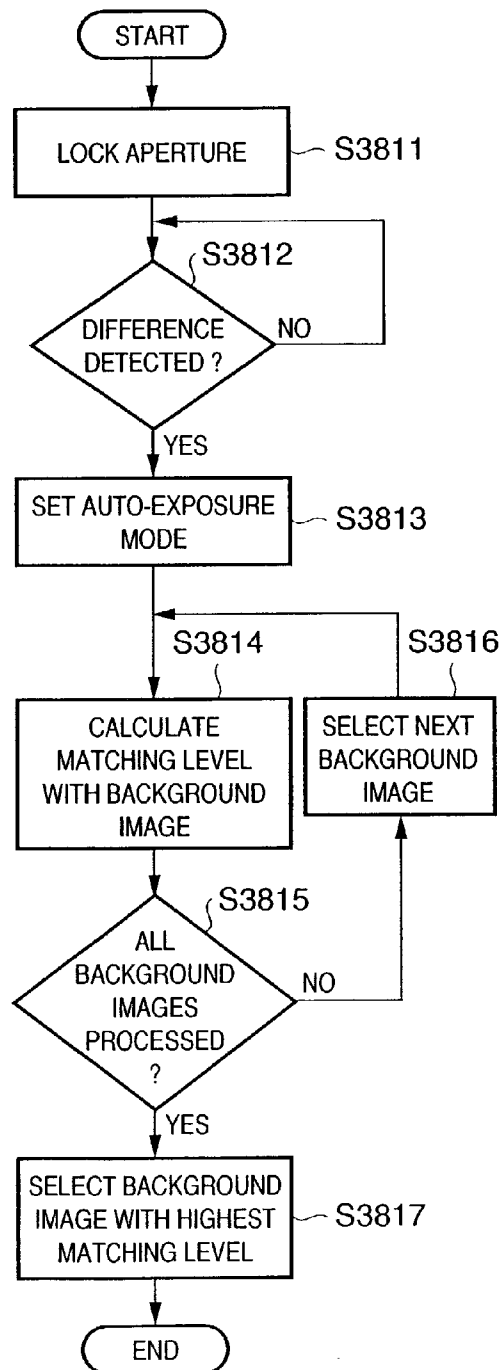 START
LOCK APERTURE
S3811
S3812
DIFFERENCE
DETECTED ?
NO
YES
SET AUTO-EXPOSURE
MODE
S3813
S3814
S3816
CALCULATE
MATCHING LEVEL
WITH BACKGROUND
IMAGE
SELECT NEXT
BACKGROUND
IMAGE
S3815
ALL
BACKGROUND
IMAGES
PROCESSED
?
NO
YES
SELECT BACKGROUND
IMAGE WITH HIGHEST
MATCHING LEVEL
S3817
END